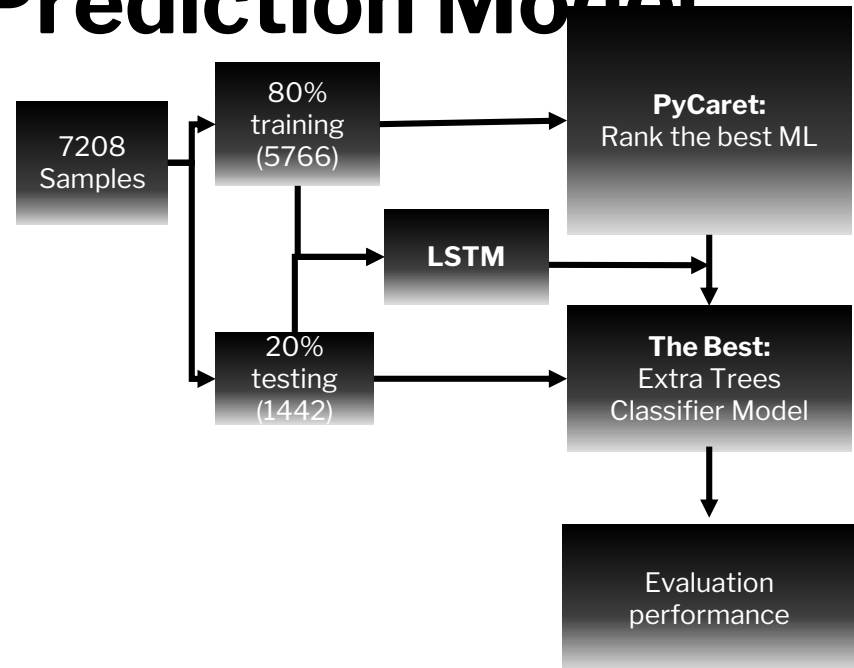 Prediction Model
7208
Samples
80%
training
(5766)
PyCaret:
Rank the best ML
LSTM
20%
testing
(1442)
The Best:
Extra Trees
Classifier Model
Evaluation
performance